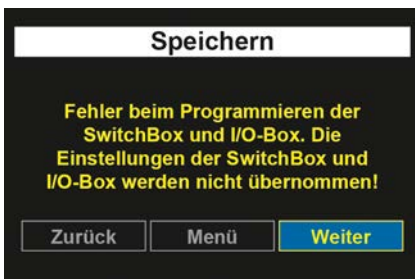 Speichern
Fehler beim Programmieren der
SwitchBox und I/O-Box. Die
Einstellungen der SwitchBox und
I/O-Box werden nicht übernommen!
Zurück Menü Weiter